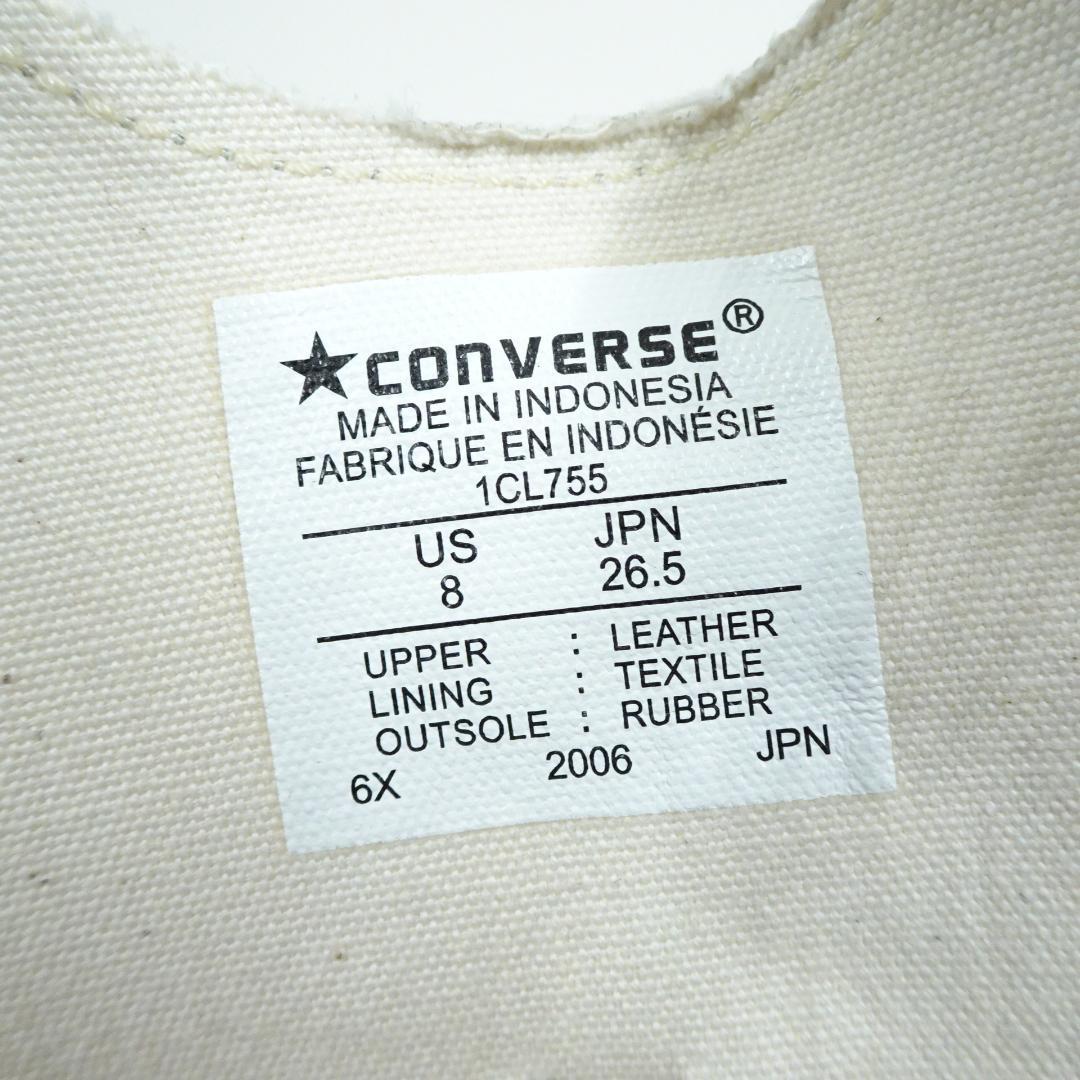 ★CONVERSE®
MADE IN INDONESIA
FABRIQUE EN INDONÉSIE
1CL755
US JPN
8 26.5
UPPER : LEATHER
LINING : TEXTILE
OUTSOLE : RUBBER
6X 2006 JPN